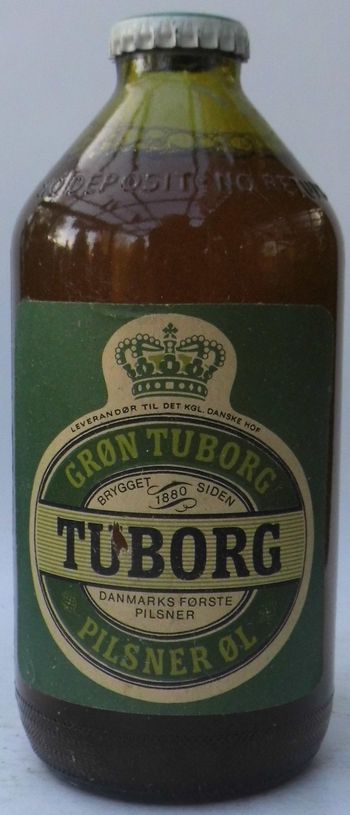 NO DEPOSIT · NO RETURN
LEVERANDØR TIL DET KGL. DANSKE HOF
GRØN TUBORG
BRYGGET SIDEN
1880
TUBORG
DANMARKS FØRSTE
PILSNER
PILSNER ØL